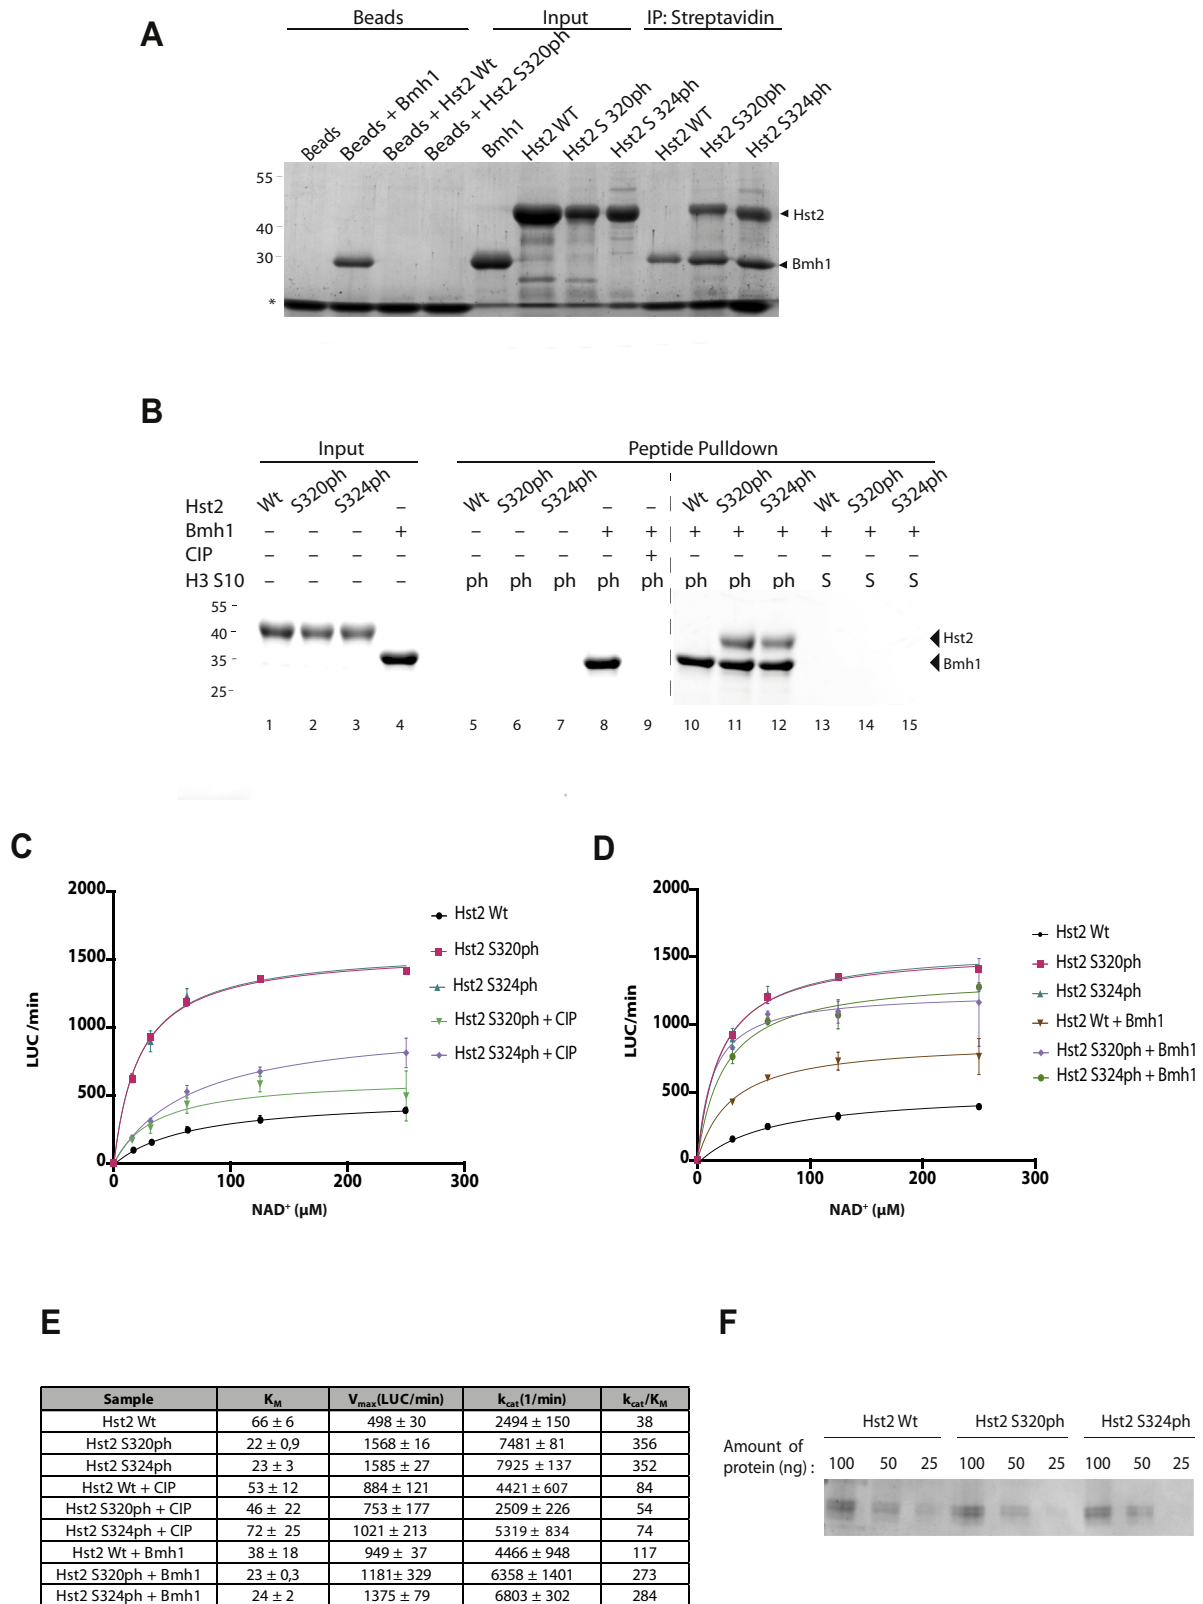 A
Beads
Input
IP: Streptavidin
Beads
Beads + Bmh1
Beads + Hst2 Wt
Beads + Hst2 S320ph
Bmh1
Hst2 WT
Hst2 S 320ph
Hst2 S 324ph
Hst2 WT
Hst2 S320ph
Hst2 S324ph
55
40
30
*
Hst2
Bmh1
B
Input
Peptide Pulldown
Hst2 Wt S320ph S324ph – Wt S320ph S324ph – – Wt S320ph S324ph Wt S320ph S324ph
Bmh1 – – – + – – – + + + + + + + +
CIP – – – – – – – – + – – – – – –
H3 S10 – – – – ph ph ph ph ph ph ph ph S S S
55
40
35
25
Hst2
Bmh1
1 2 3 4 5 6 7 8 9 10 11 12 13 14 15
C
LUC/min
2000
1500
1000
500
0
0 100 200 300
NAD⁺ (µM)
Hst2 Wt
Hst2 S320ph
Hst2 S324ph
Hst2 S320ph + CIP
Hst2 S324ph + CIP
D
LUC/min
2000
1500
1000
500
0
0 100 200 300
NAD⁺ (µM)
Hst2 Wt
Hst2 S320ph
Hst2 S324ph
Hst2 Wt + Bmh1
Hst2 S320ph + Bmh1
Hst2 S324ph + Bmh1
E
Sample K_M V_max(LUC/min) k_cat(1/min) k_cat/K_M
Hst2 Wt 66 ± 6 498 ± 30 2494 ± 150 38
Hst2 S320ph 22 ± 0,9 1568 ± 16 7481 ± 81 356
Hst2 S324ph 23 ± 3 1585 ± 27 7925 ± 137 352
Hst2 Wt + CIP 53 ± 12 884 ± 121 4421 ± 607 84
Hst2 S320ph + CIP 46 ± 22 753 ± 177 2509 ± 226 54
Hst2 S324ph + CIP 72 ± 25 1021 ± 213 5319 ± 834 74
Hst2 Wt + Bmh1 38 ± 18 949 ± 37 4466 ± 948 117
Hst2 S320ph + Bmh1 23 ± 0,3 1181± 329 6358 ± 1401 273
Hst2 S324ph + Bmh1 24 ± 2 1375 ± 79 6803 ± 302 284
F
Hst2 Wt Hst2 S320ph Hst2 S324ph
Amount of
protein (ng) : 100 50 25 100 50 25 100 50 25